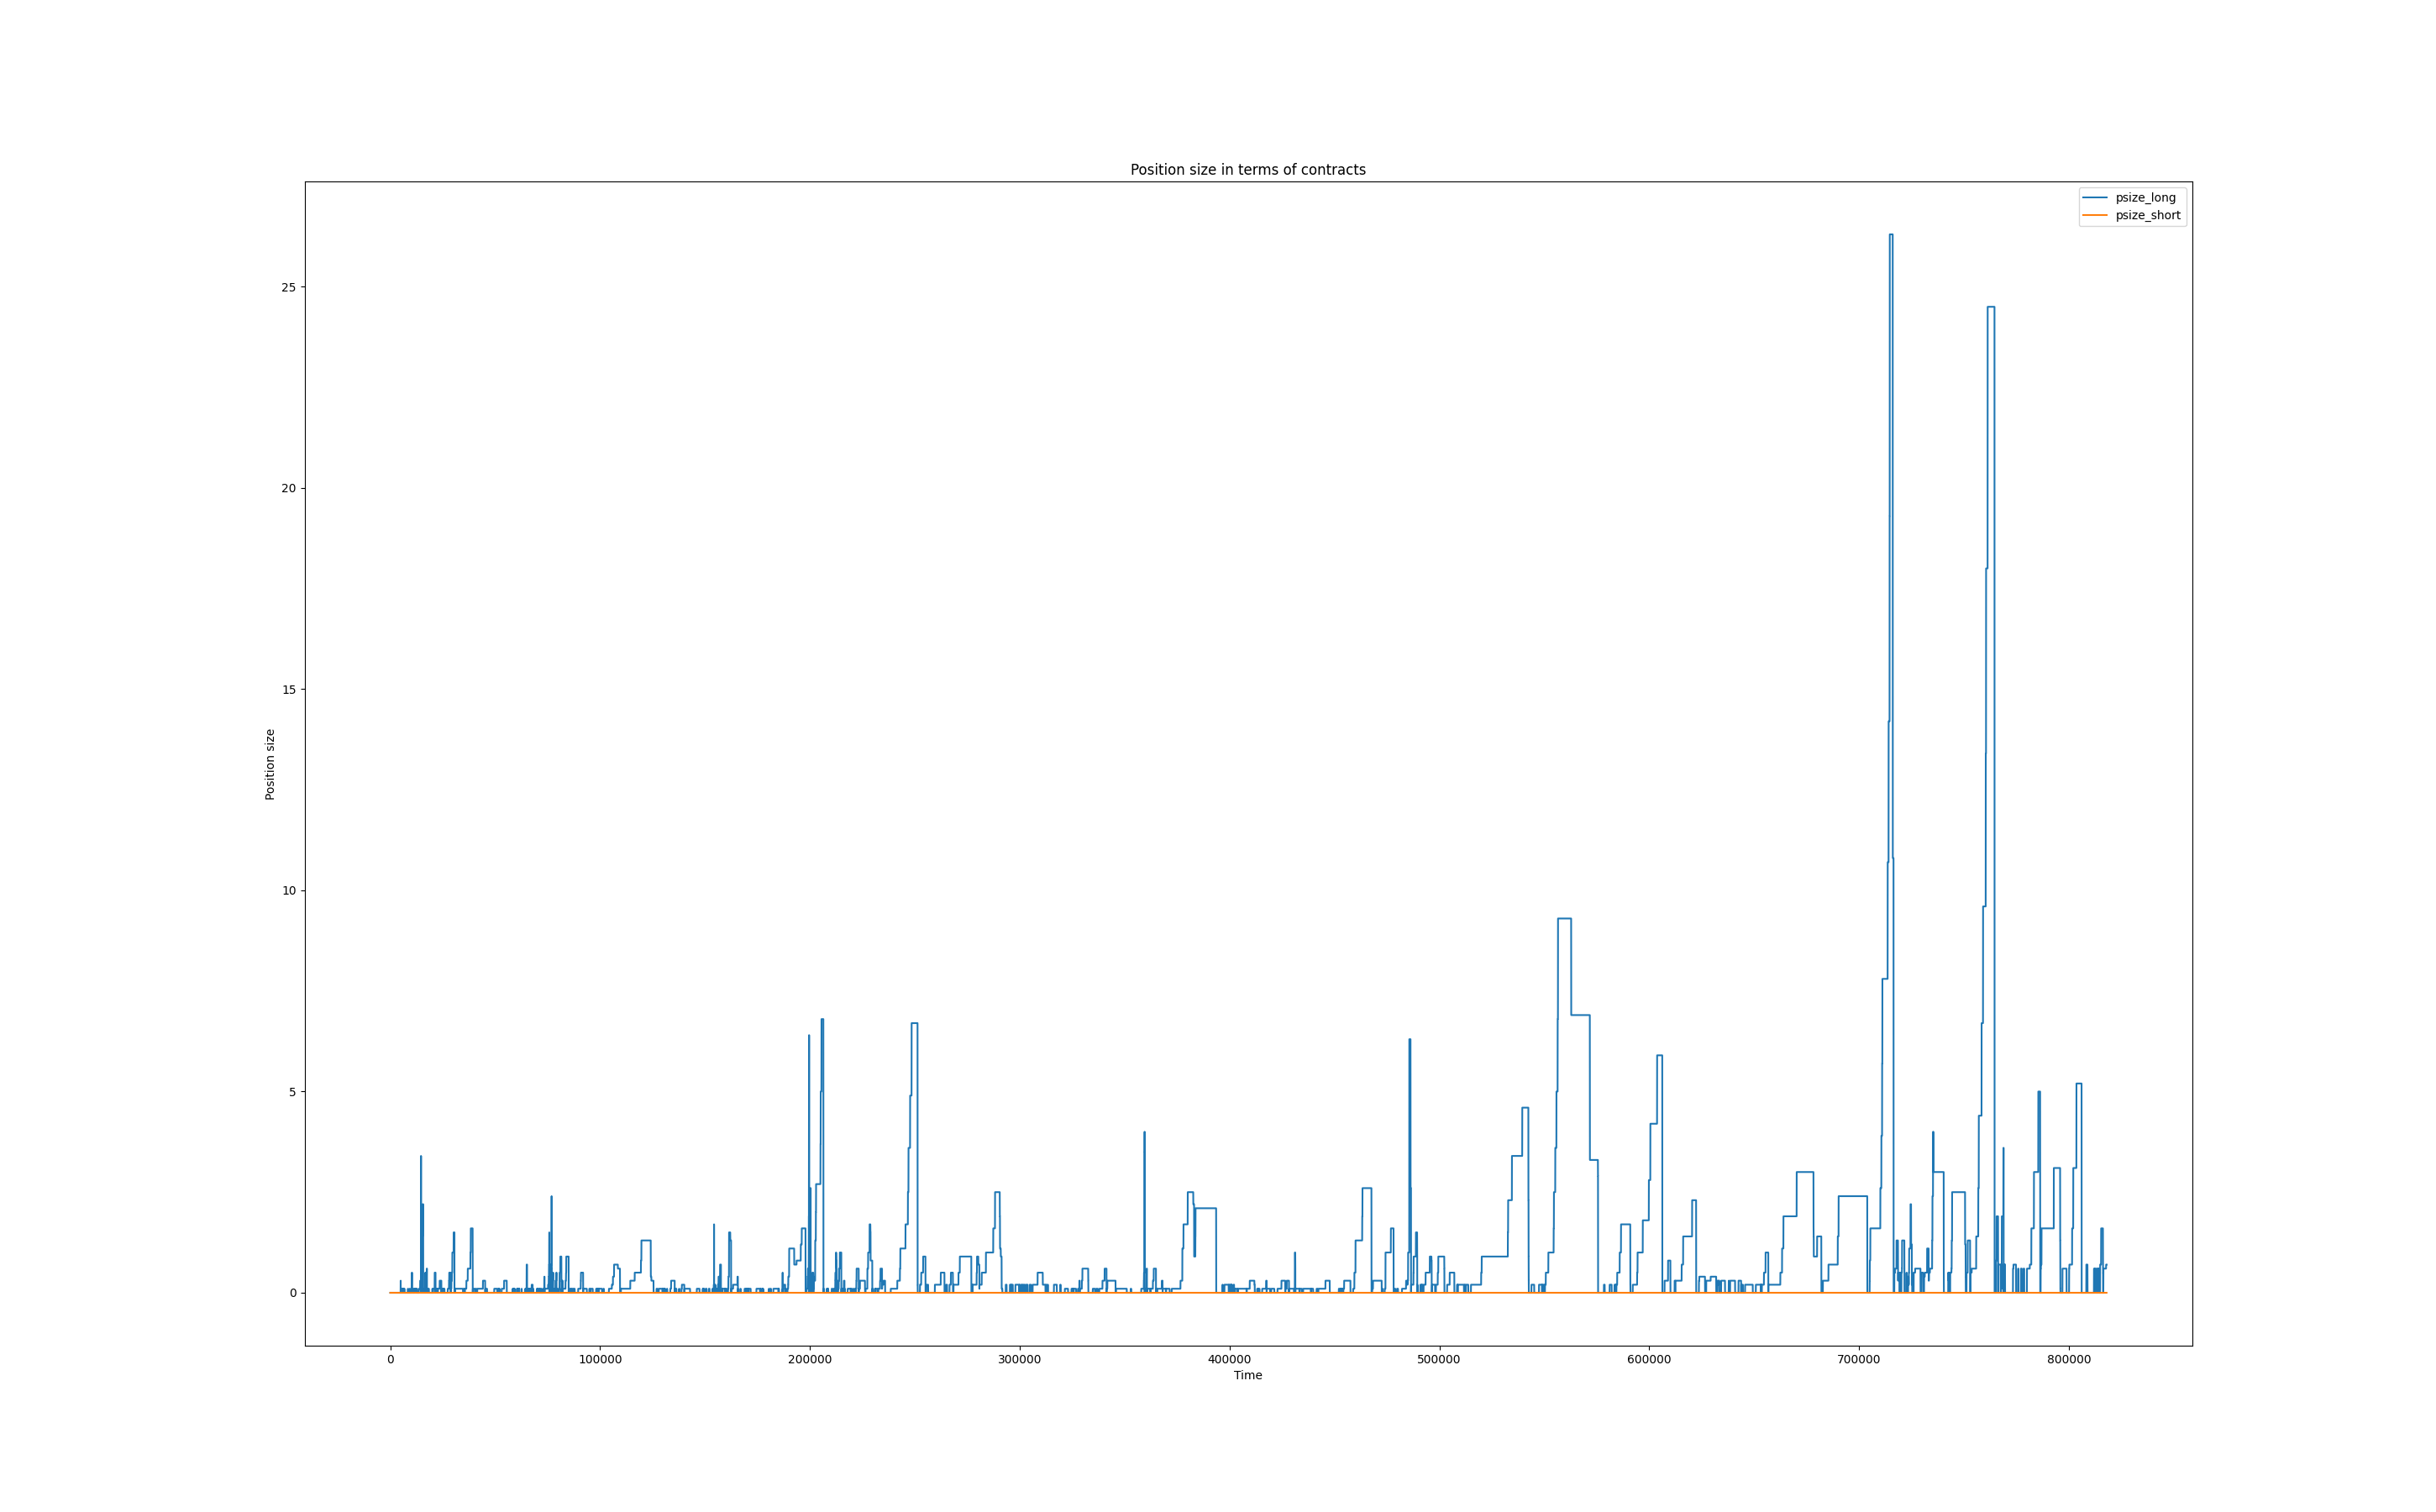 Position size in terms of contracts
psize_long
psize_short
25
20
15
10
5
0
Position size
0 100000 200000 300000 400000 500000 600000 700000 800000
Time